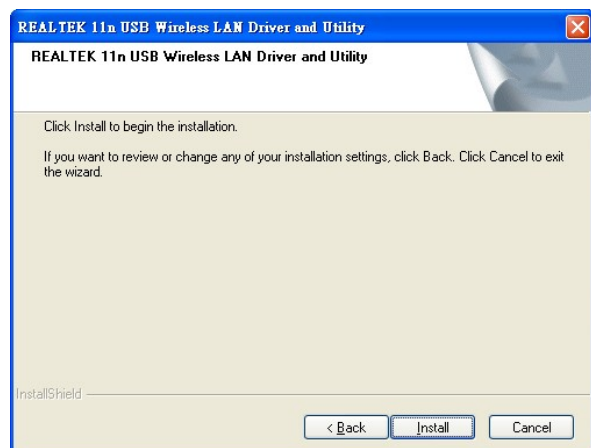 REALTEK 11n USB Wireless LAN Driver and Utility
REALTEK 11n USB Wireless LAN Driver and Utility
Click Install to begin the installation.
If you want to review or change any of your installation settings, click Back. Click Cancel to exit
the wizard.
InstallShield
< Back
Install
Cancel